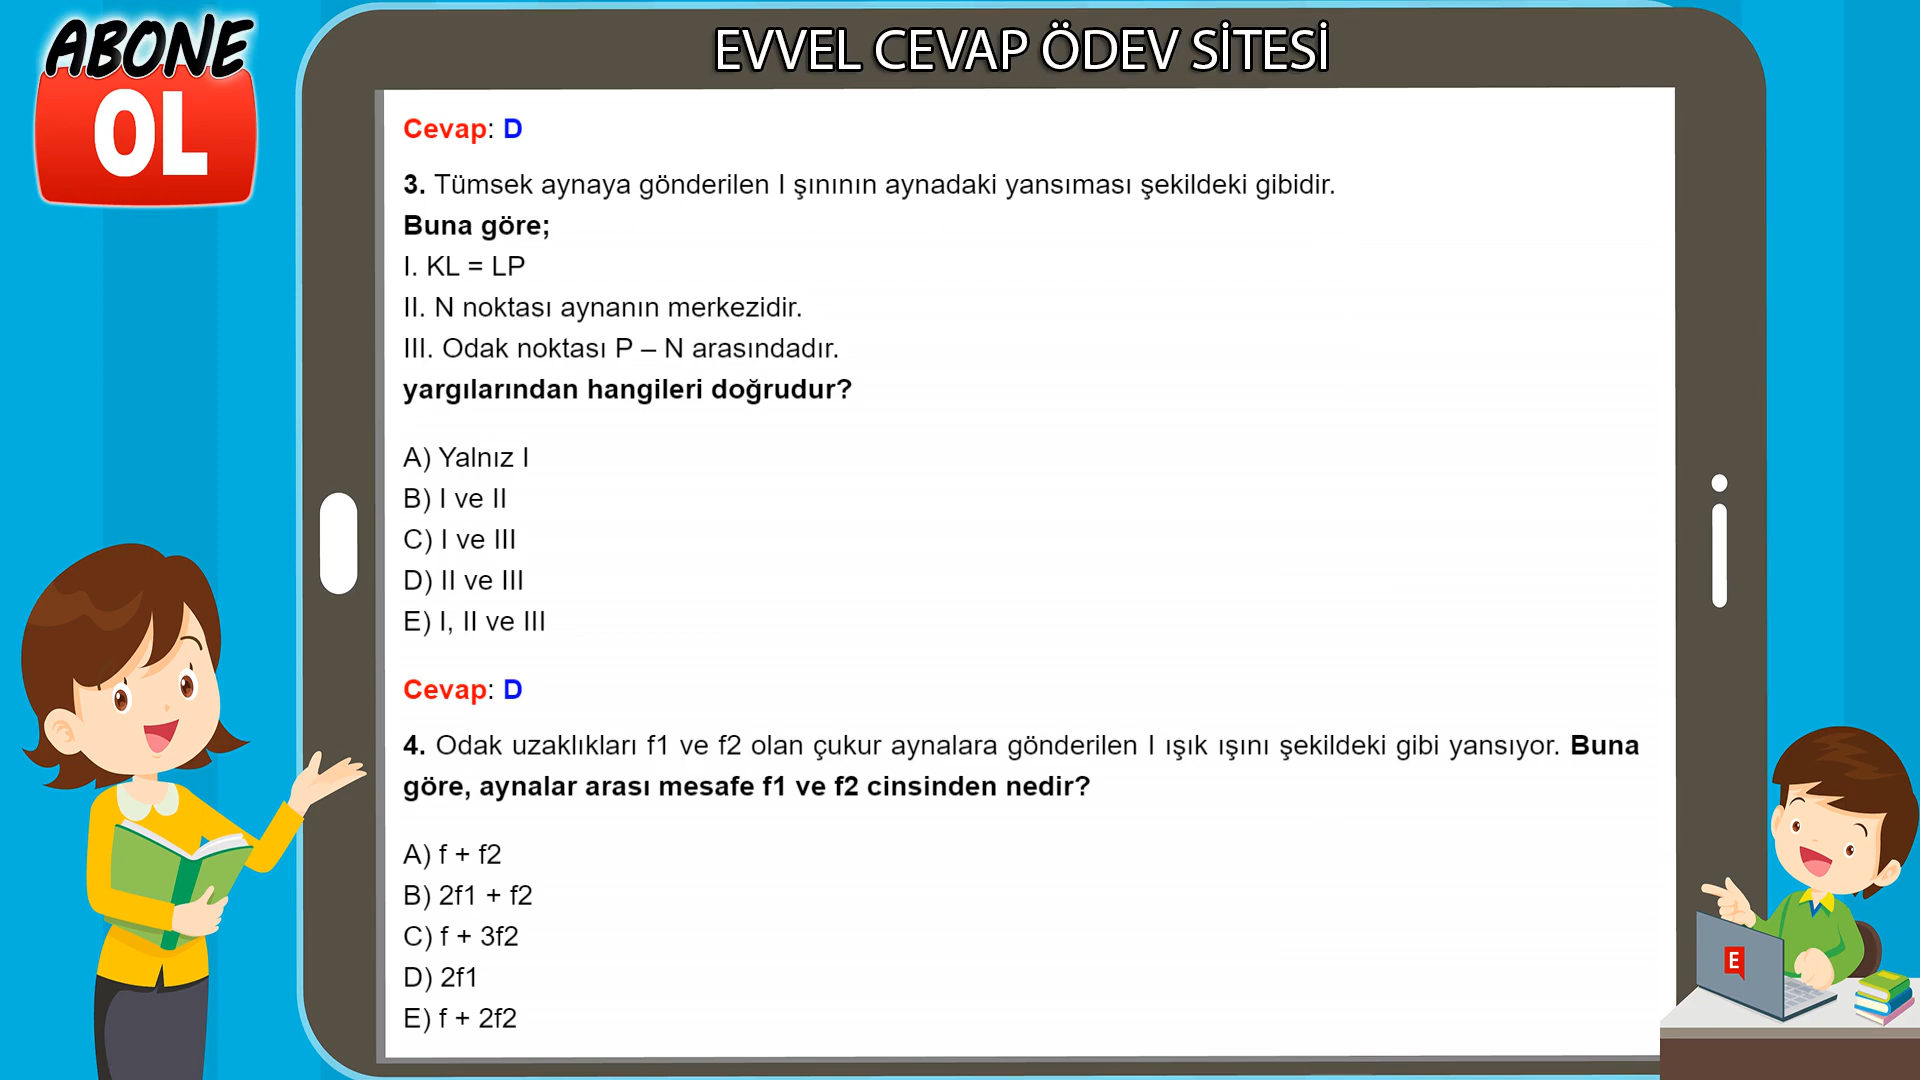 ABONE
OL
EVVEL CEVAP ÖDEV SİTESİ
Cevap: D
3. Tümsek aynaya gönderilen I şınının aynadaki yansıması şekildeki gibidir.
Buna göre;
I. KL = LP
II. N noktası aynanın merkezidir.
III. Odak noktası P – N arasındadır.
yargılarından hangileri doğrudur?
A) Yalnız I
B) I ve II
C) I ve III
D) II ve III
E) I, II ve III
Cevap: D
4. Odak uzaklıkları f1 ve f2 olan çukur aynalara gönderilen I ışık ışını şekildeki gibi yansıyor. Buna
göre, aynalar arası mesafe f1 ve f2 cinsinden nedir?
A) f + f2
B) 2f1 + f2
C) f + 3f2
D) 2f1
E) f + 2f2
E